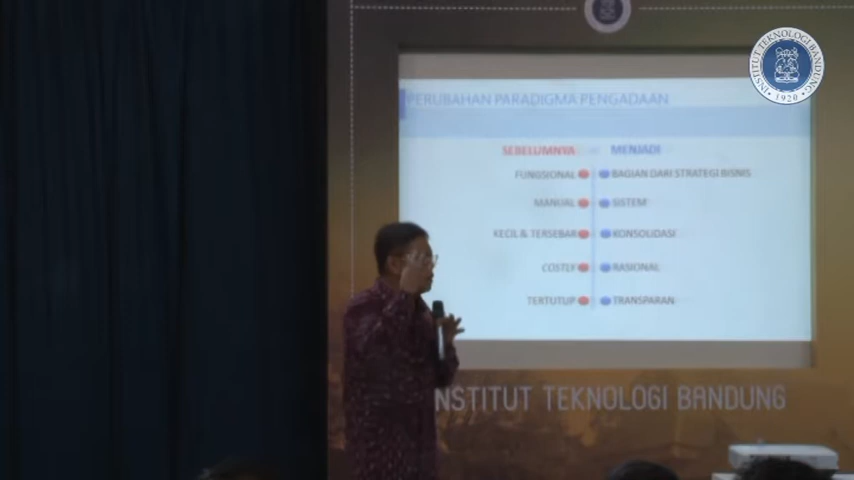 INSTITUT TEKNOLOGI BANDUNG
1920
PERUBAHAN PARADIGMA PENGADAAN
SEBELUMNYA MENJADI
FUNGSIONAL BAGIAN DARI STRATEGI BISNIS
MANUAL SISTEM
KECIL & TERSEBAR KONSOLIDASI
COSTLY RASIONAL
TERTUTUP TRANSPARAN
NSTITUT TEKNOLOGI BANDUNG